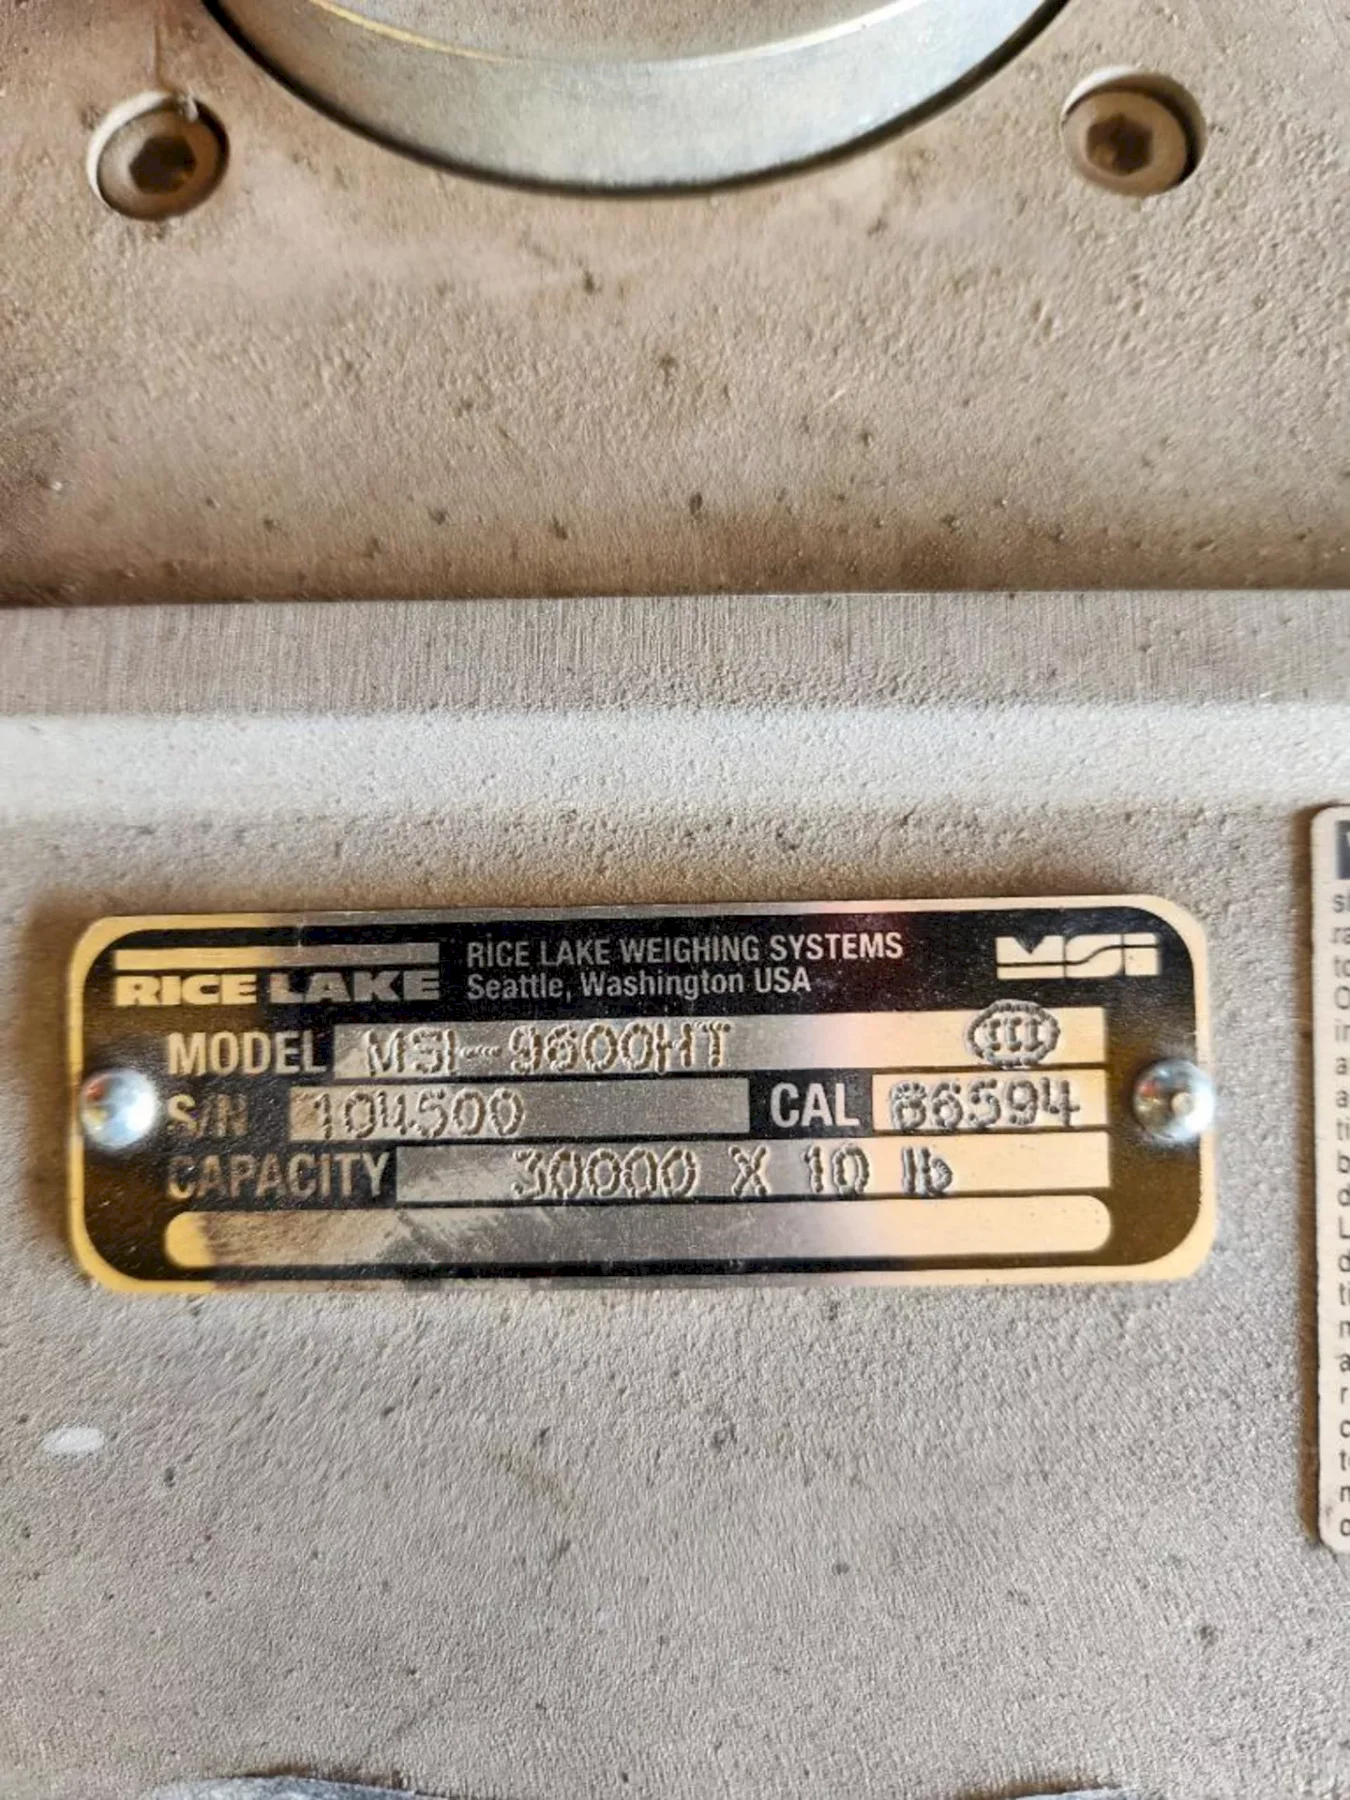 RICE LAKE
RICE LAKE WEIGHING SYSTEMS
Seattle, Washington USA
MSI
MODEL MSI-9600HT III
S/N 104500 CAL 86594
CAPACITY 30000 X 10 lb